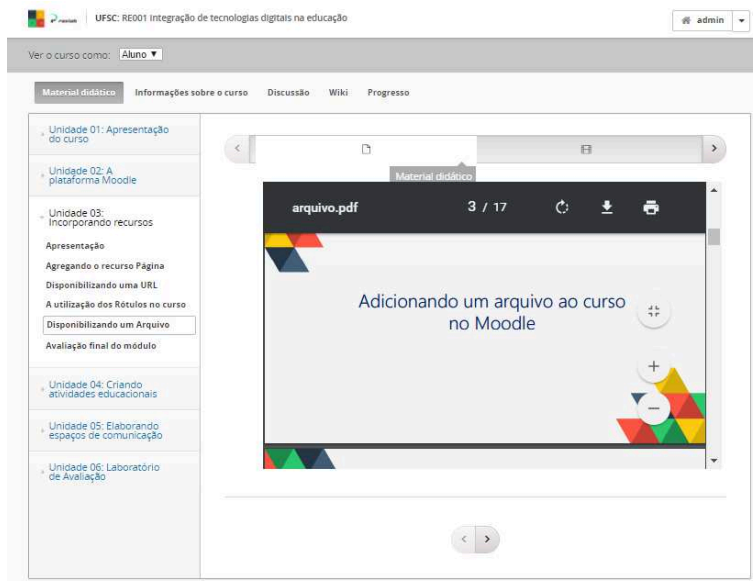 UFSC: RE001 Integração de tecnologias digitais na educação
admin
Ver o curso como: Aluno
Material didático
Informações sobre o curso
Discussão
Wiki
Progresso
Unidade 01: Apresentação
do curso
Unidade 02: A
plataforma Moodle
Unidade 03:
Incorporando recursos
Apresentação
Agregando o recurso Página
Disponibilizando uma URL
A utilização dos Rótulos no curso
Disponibilizando um Arquivo
Avaliação final do módulo
Unidade 04: Criando
atividades educacionais
Unidade 05: Elaborando
espaços de comunicação
Unidade 06: Laboratório
de Avaliação
Material didático
arquivo.pdf
3 / 17
Adicionando um arquivo ao curso
no Moodle